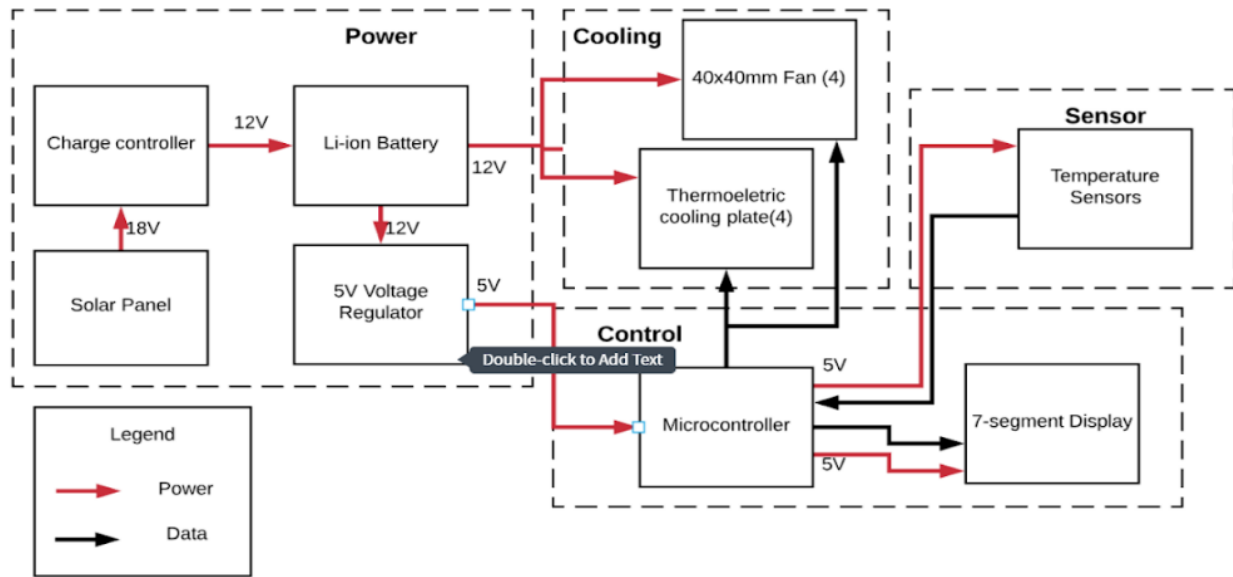 Power
Charge controller
12V
Li-ion Battery
12V
18V
12V
Solar Panel
5V Voltage
Regulator
5V
Cooling
40x40mm Fan (4)
Thermoeletric
cooling plate(4)
Sensor
Temperature
Sensors
Control
Double-click to Add Text
Microcontroller
5V
5V
7-segment Display
Legend
Power
Data